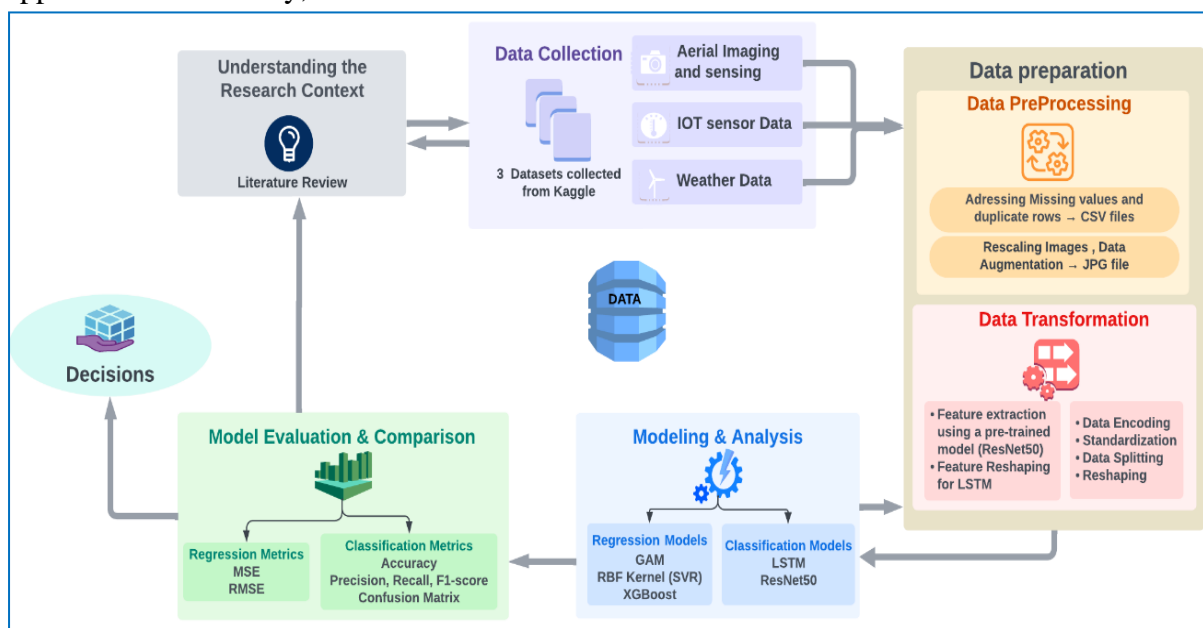 Understanding the
Research Context
Literature Review
Data Collection
3 Datasets collected
from Kaggle
Aerial Imaging
and sensing
IOT sensor Data
Weather Data
Data preparation
Data PreProcessing
Adressing Missing values and
duplicate rows → CSV files
Rescaling Images , Data
Augmentation → JPG file
Data Transformation
• Feature extraction
using a pre-trained
model (ResNet50)
• Feature Reshaping
for LSTM
• Data Encoding
• Standardization
• Data Splitting
• Reshaping
DATA
Decisions
Model Evaluation & Comparison
Regression Metrics
MSE
RMSE
Classification Metrics
Accuracy
Precision, Recall, F1-score
Confusion Matrix
Modeling & Analysis
Regression Models
GAM
RBF Kernel (SVR)
XGBoost
Classification Models
LSTM
ResNet50